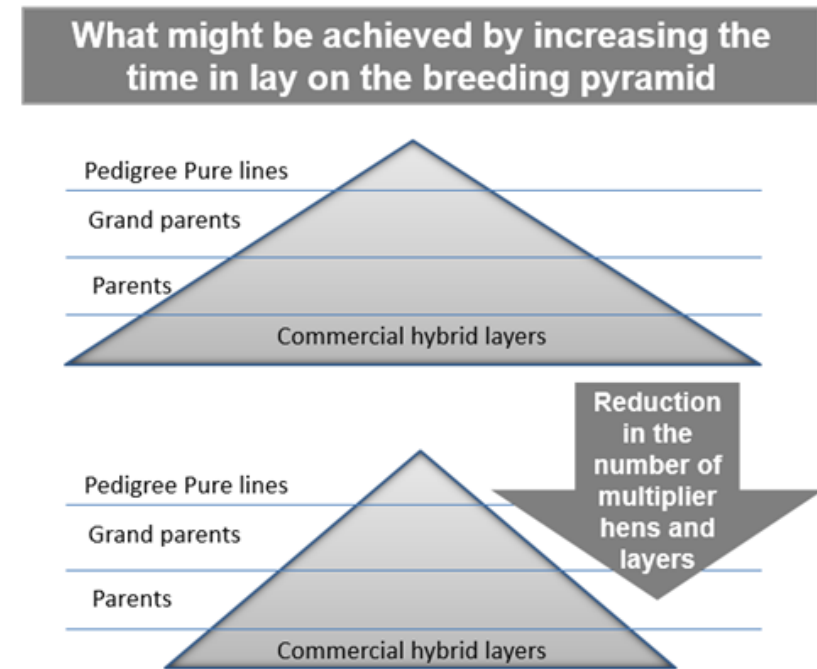 What might be achieved by increasing the
time in lay on the breeding pyramid
Pedigree Pure lines
Grand parents
Parents
Commercial hybrid layers
Reduction
in the
number of
multiplier
hens and
layers
Pedigree Pure lines
Grand parents
Parents
Commercial hybrid layers